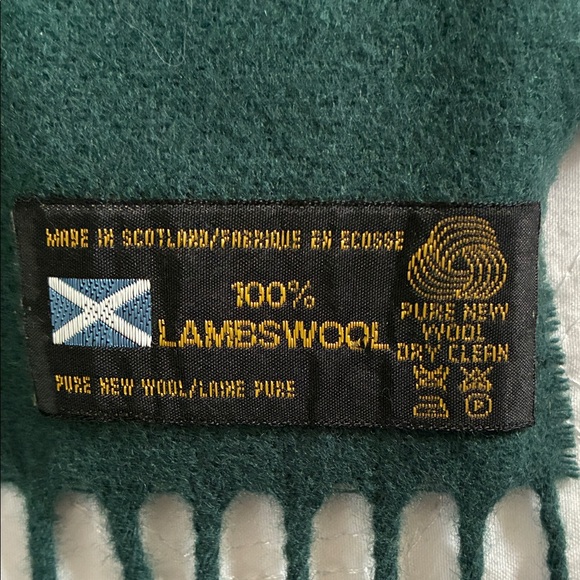 MADE IN SCOTLAND/FABRIQUE EN ECOSSE
100%
LAMBSWOOL
PURE NEW WOOL/LAINE PURE
PURE NEW
WOOL
DRY CLEAN
P